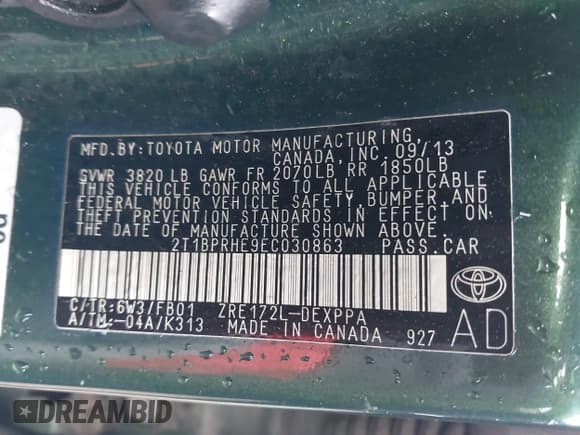 MFD.BY:TOYOTA MOTOR MANUFACTURING
CANADA, INC. 09/13
GVWR 3820 LB GAWR FR 2070LB RR 1850LB
THIS VEHICLE CONFORMS TO ALL APPLICABLE
FEDERAL MOTOR VEHICLE SAFETY, BUMPER, AND
THEFT PREVENTION STANDARDS IN EFFECT ON
THE DATE OF MANUFACTURE SHOWN ABOVE.
2T1BPRHE9EC030863 PASS.CAR
C/TR:6W3/FB01 ZRE172L-DEXPPA
A/TM:-04A/K313 MADE IN CANADA 927
AD
DREAMBID